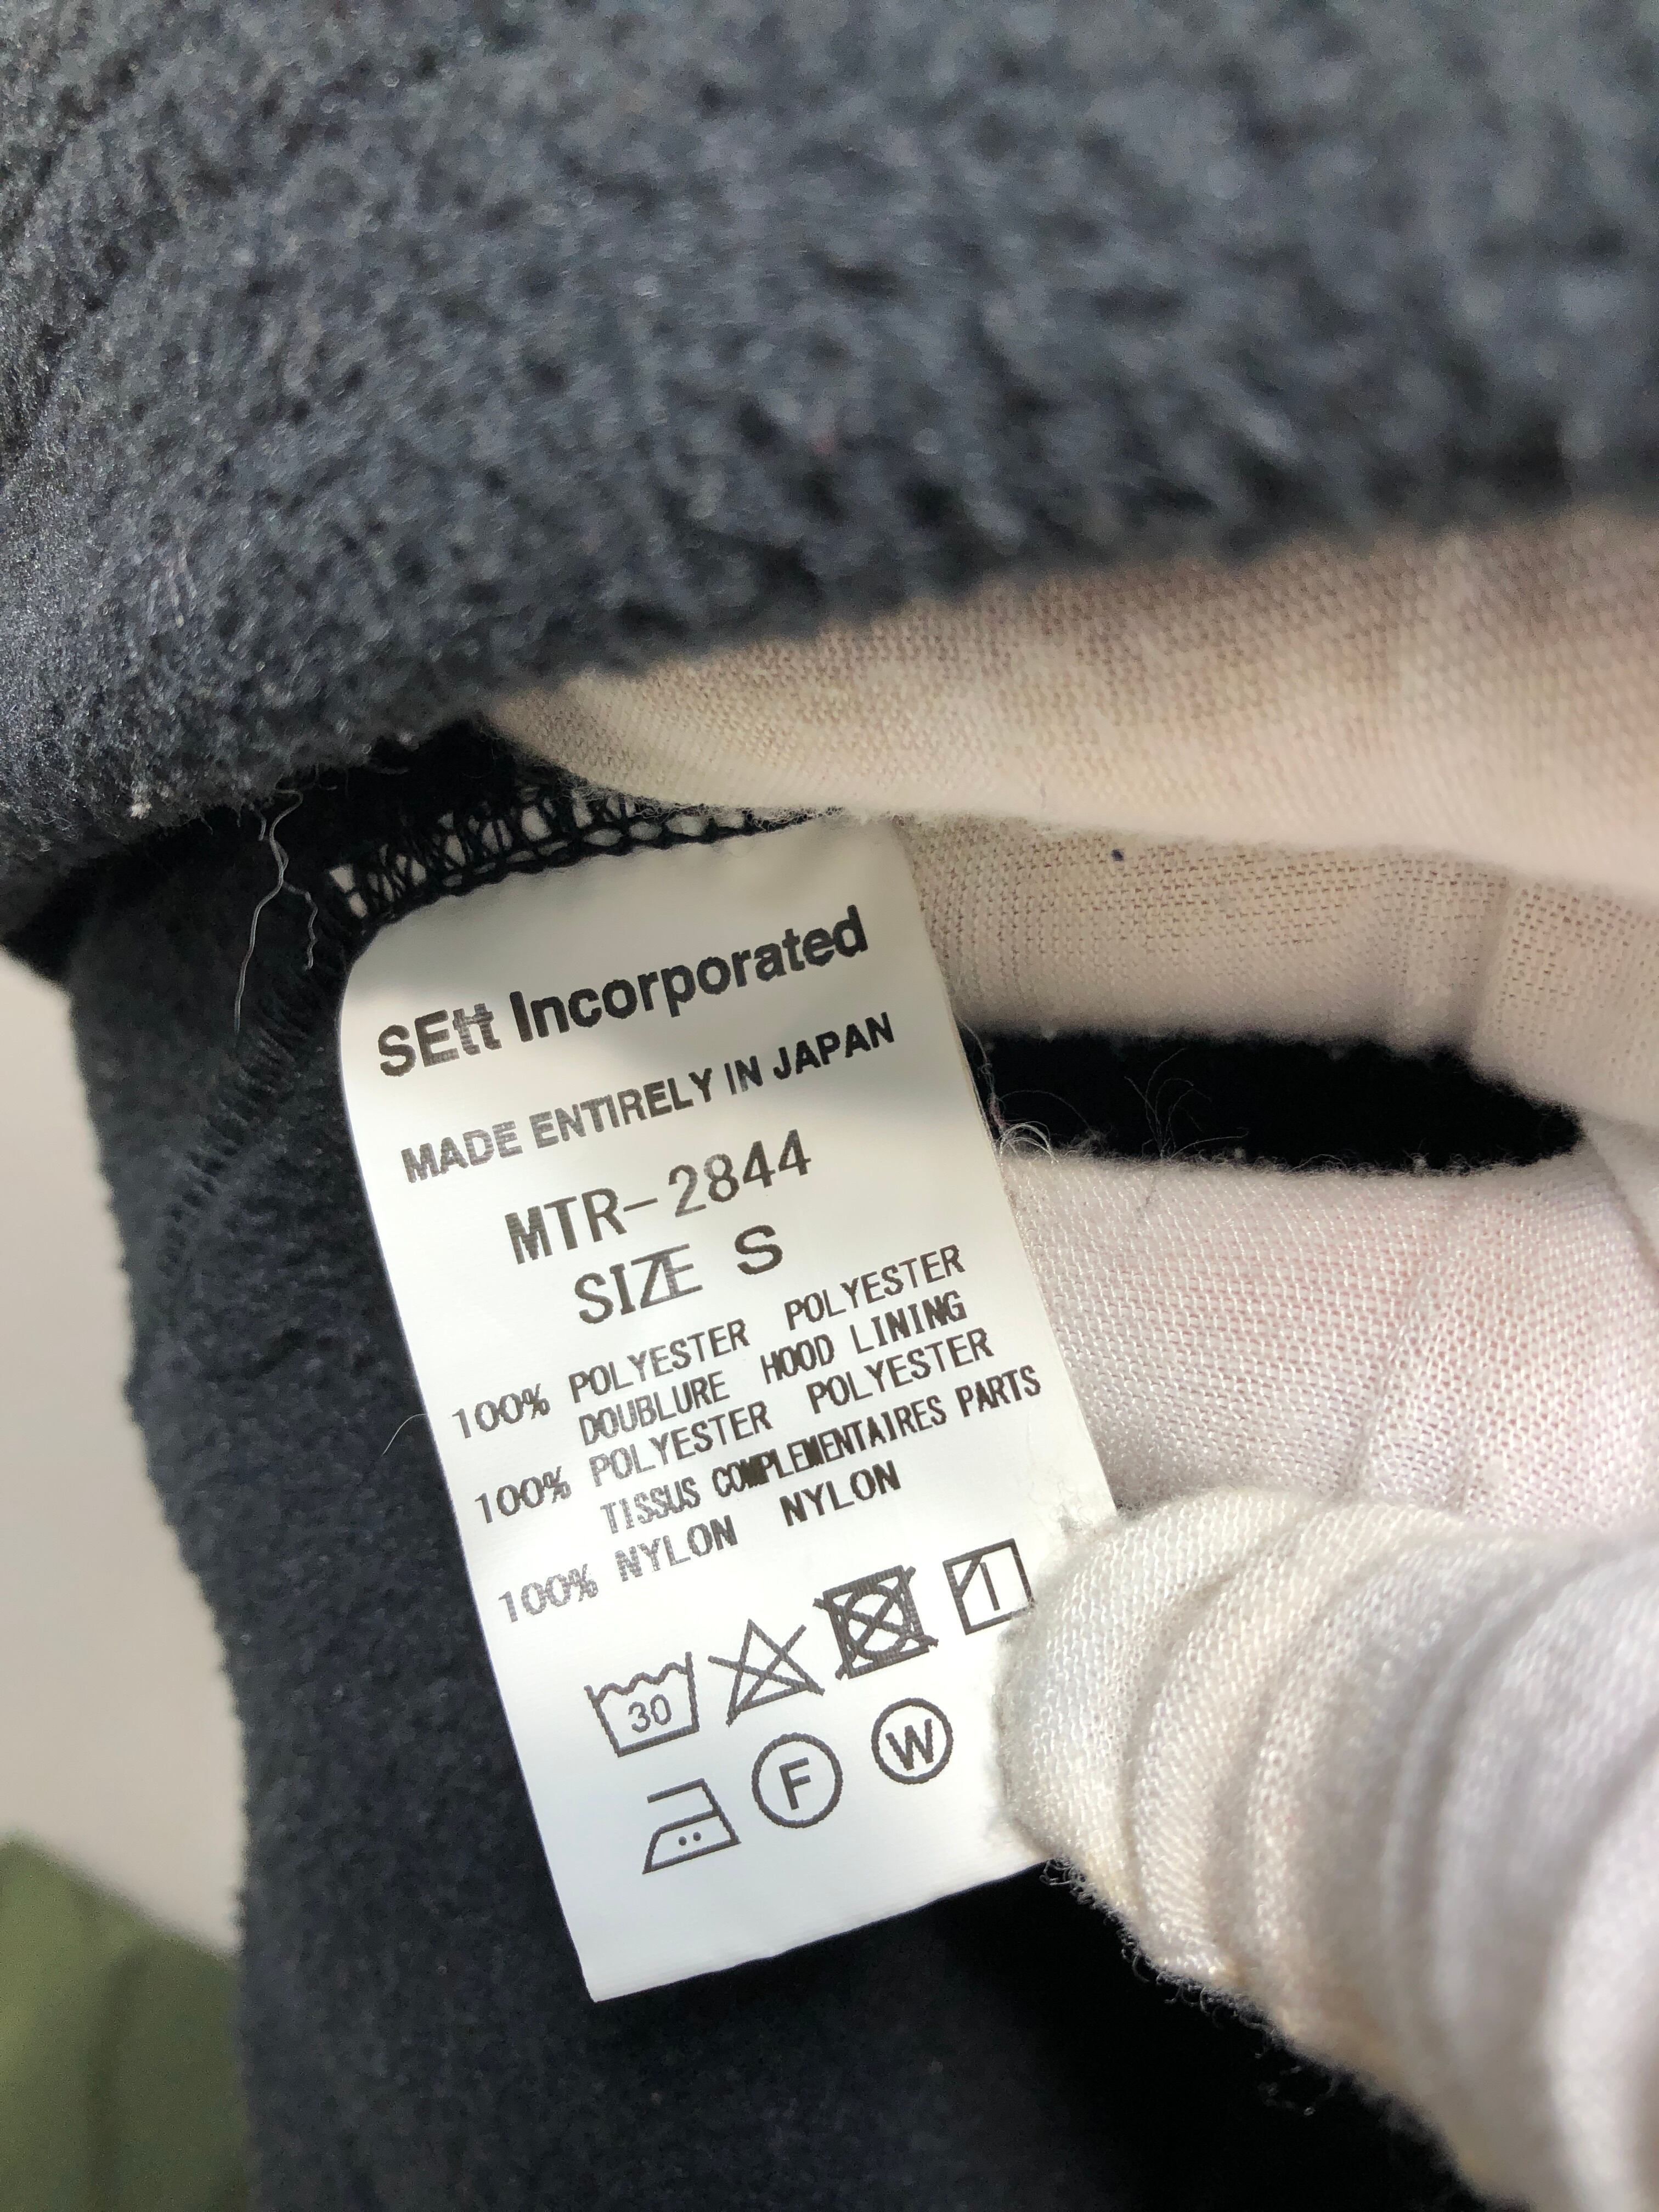 SEtt Incorporated
MADE ENTIRELY IN JAPAN
MTR-2844
SIZE S
100% POLYESTER POLYESTER
DOUBLURE HOOD LINING
100% POLYESTER POLYESTER
TISSUS COMPLEMENTAIRES PARTS
100% NYLON NYLON
30
F W